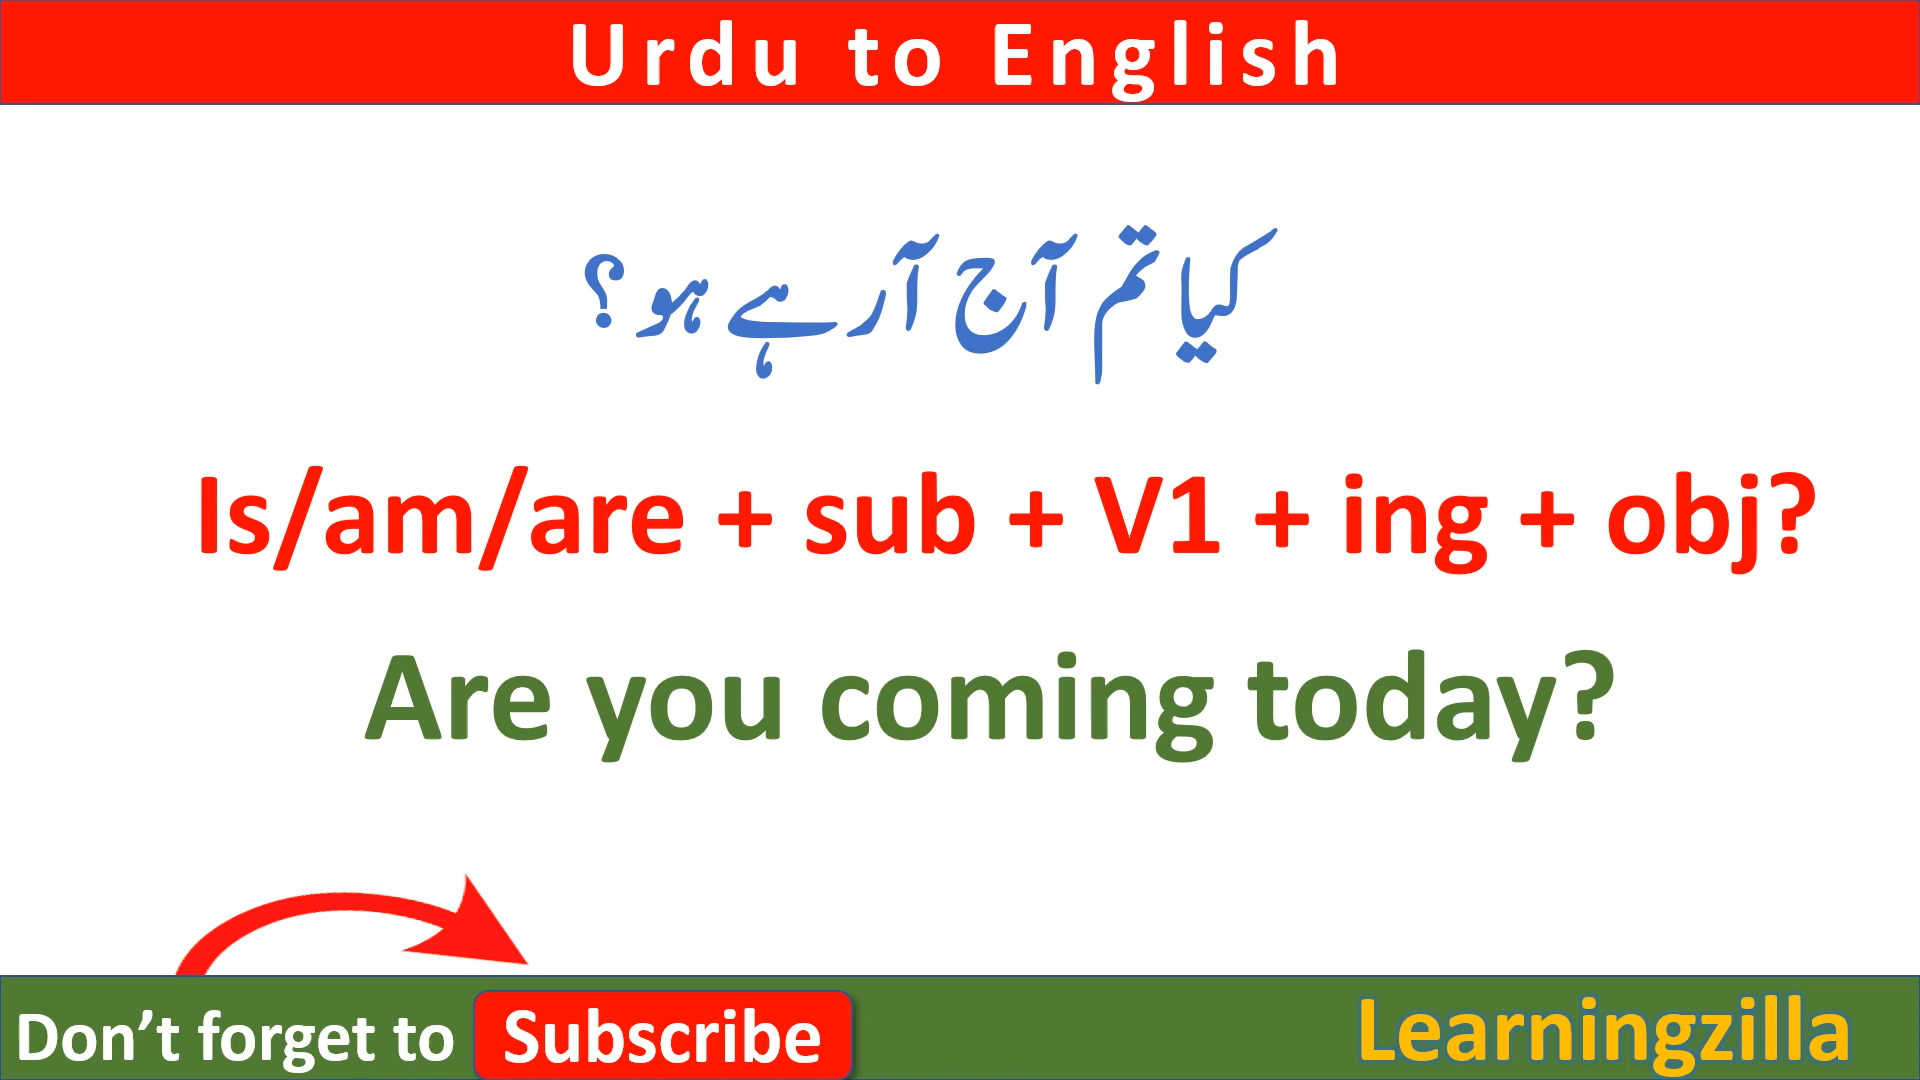 Urdu to English
کیا تم آج آرہے ہو؟
Is/am/are + sub + V1 + ing + obj?
Are you coming today?
Don’t forget to Subscribe
Learningzilla